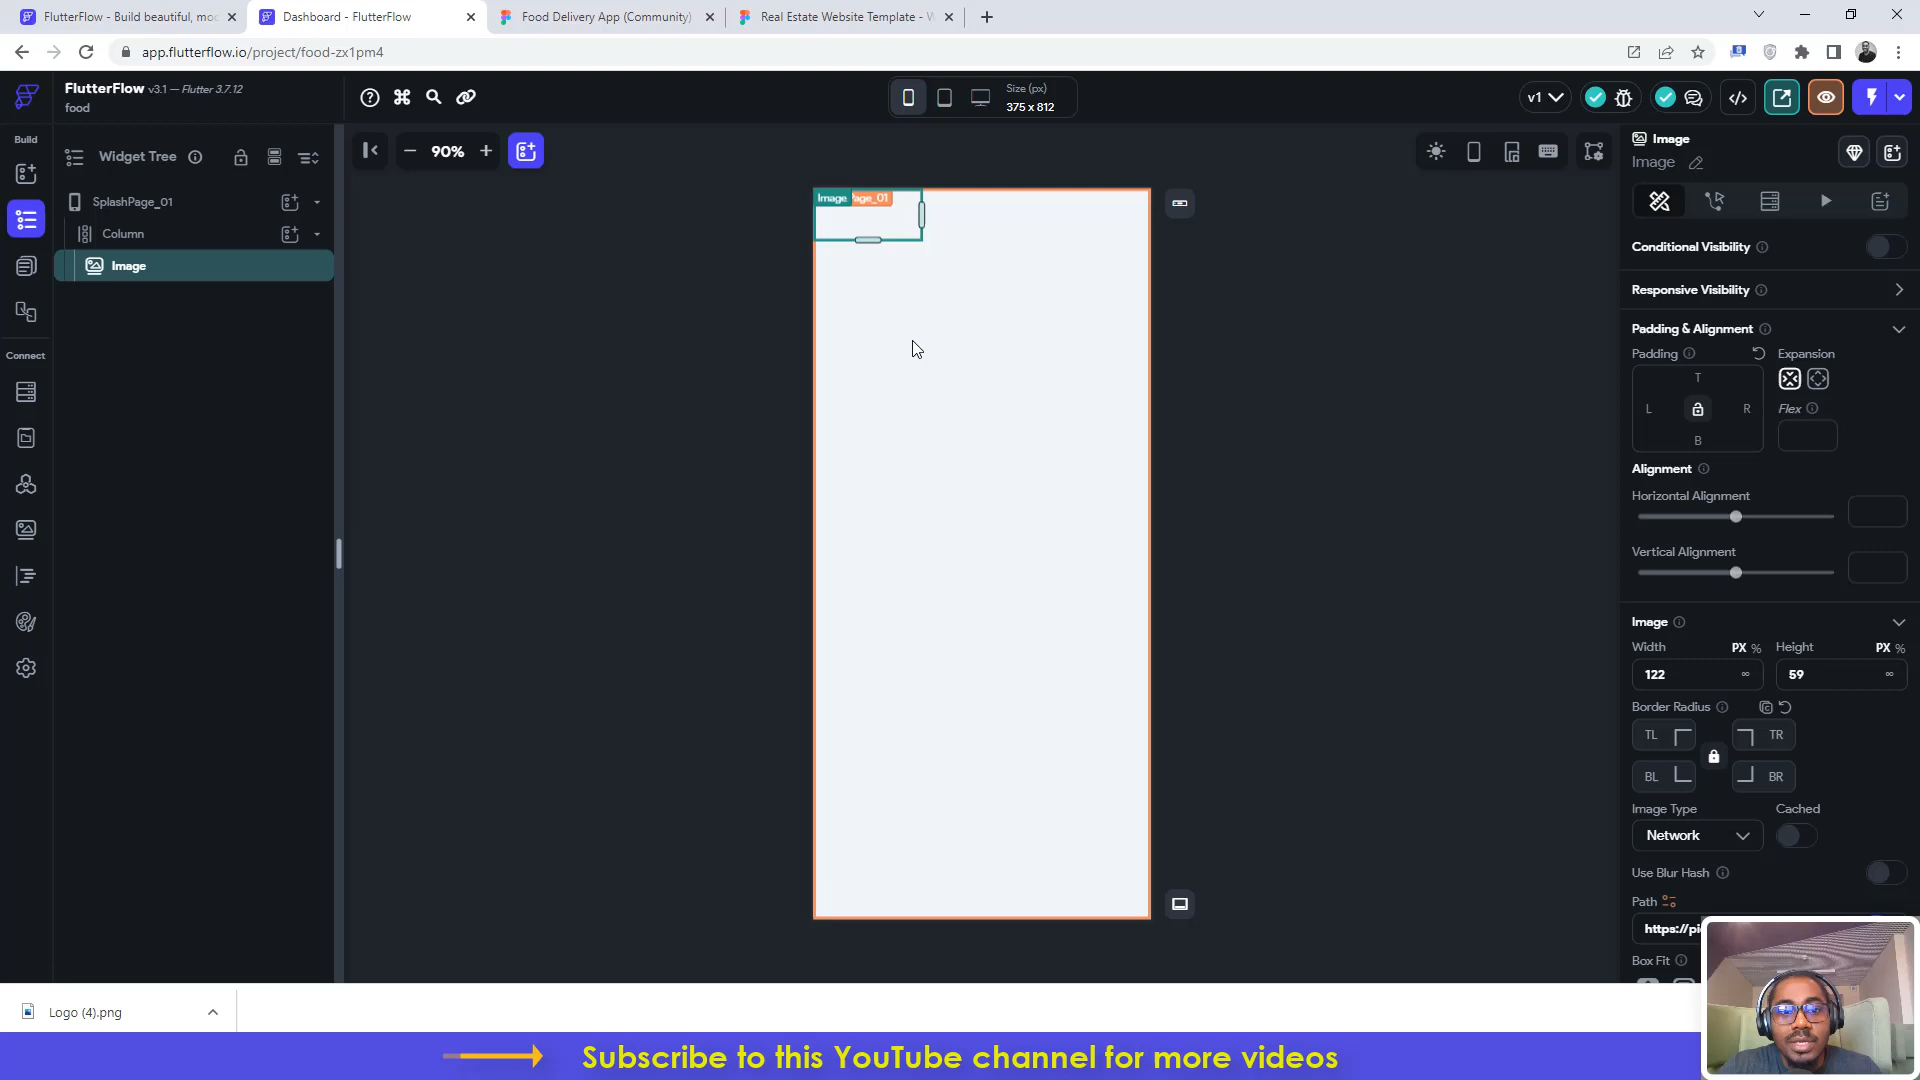 FlutterFlow - Build beautiful, mo
Dashboard - FlutterFlow
Food Delivery App (Community)
Real Estate Website Template - W
app.flutterflow.io/project/food-zx1pm4
FlutterFlow v3.1 — Flutter 3.7.12
food
Size (px)
375 x 812
v1
Build
Widget Tree
90%
SplashPage_01
Column
Image
Connect
Image
Page_01
Image
Image
Conditional Visibility
Responsive Visibility
Padding & Alignment
Padding
Expansion
T
L
R
B
Flex
Alignment
Horizontal Alignment
Vertical Alignment
Image
Width
PX %
Height
PX %
122
∞
59
∞
Border Radius
TL
TR
BL
BR
Image Type
Cached
Network
Use Blur Hash
Path
https://pi
Box Fit
Logo (4).png
Subscribe to this YouTube channel for more videos